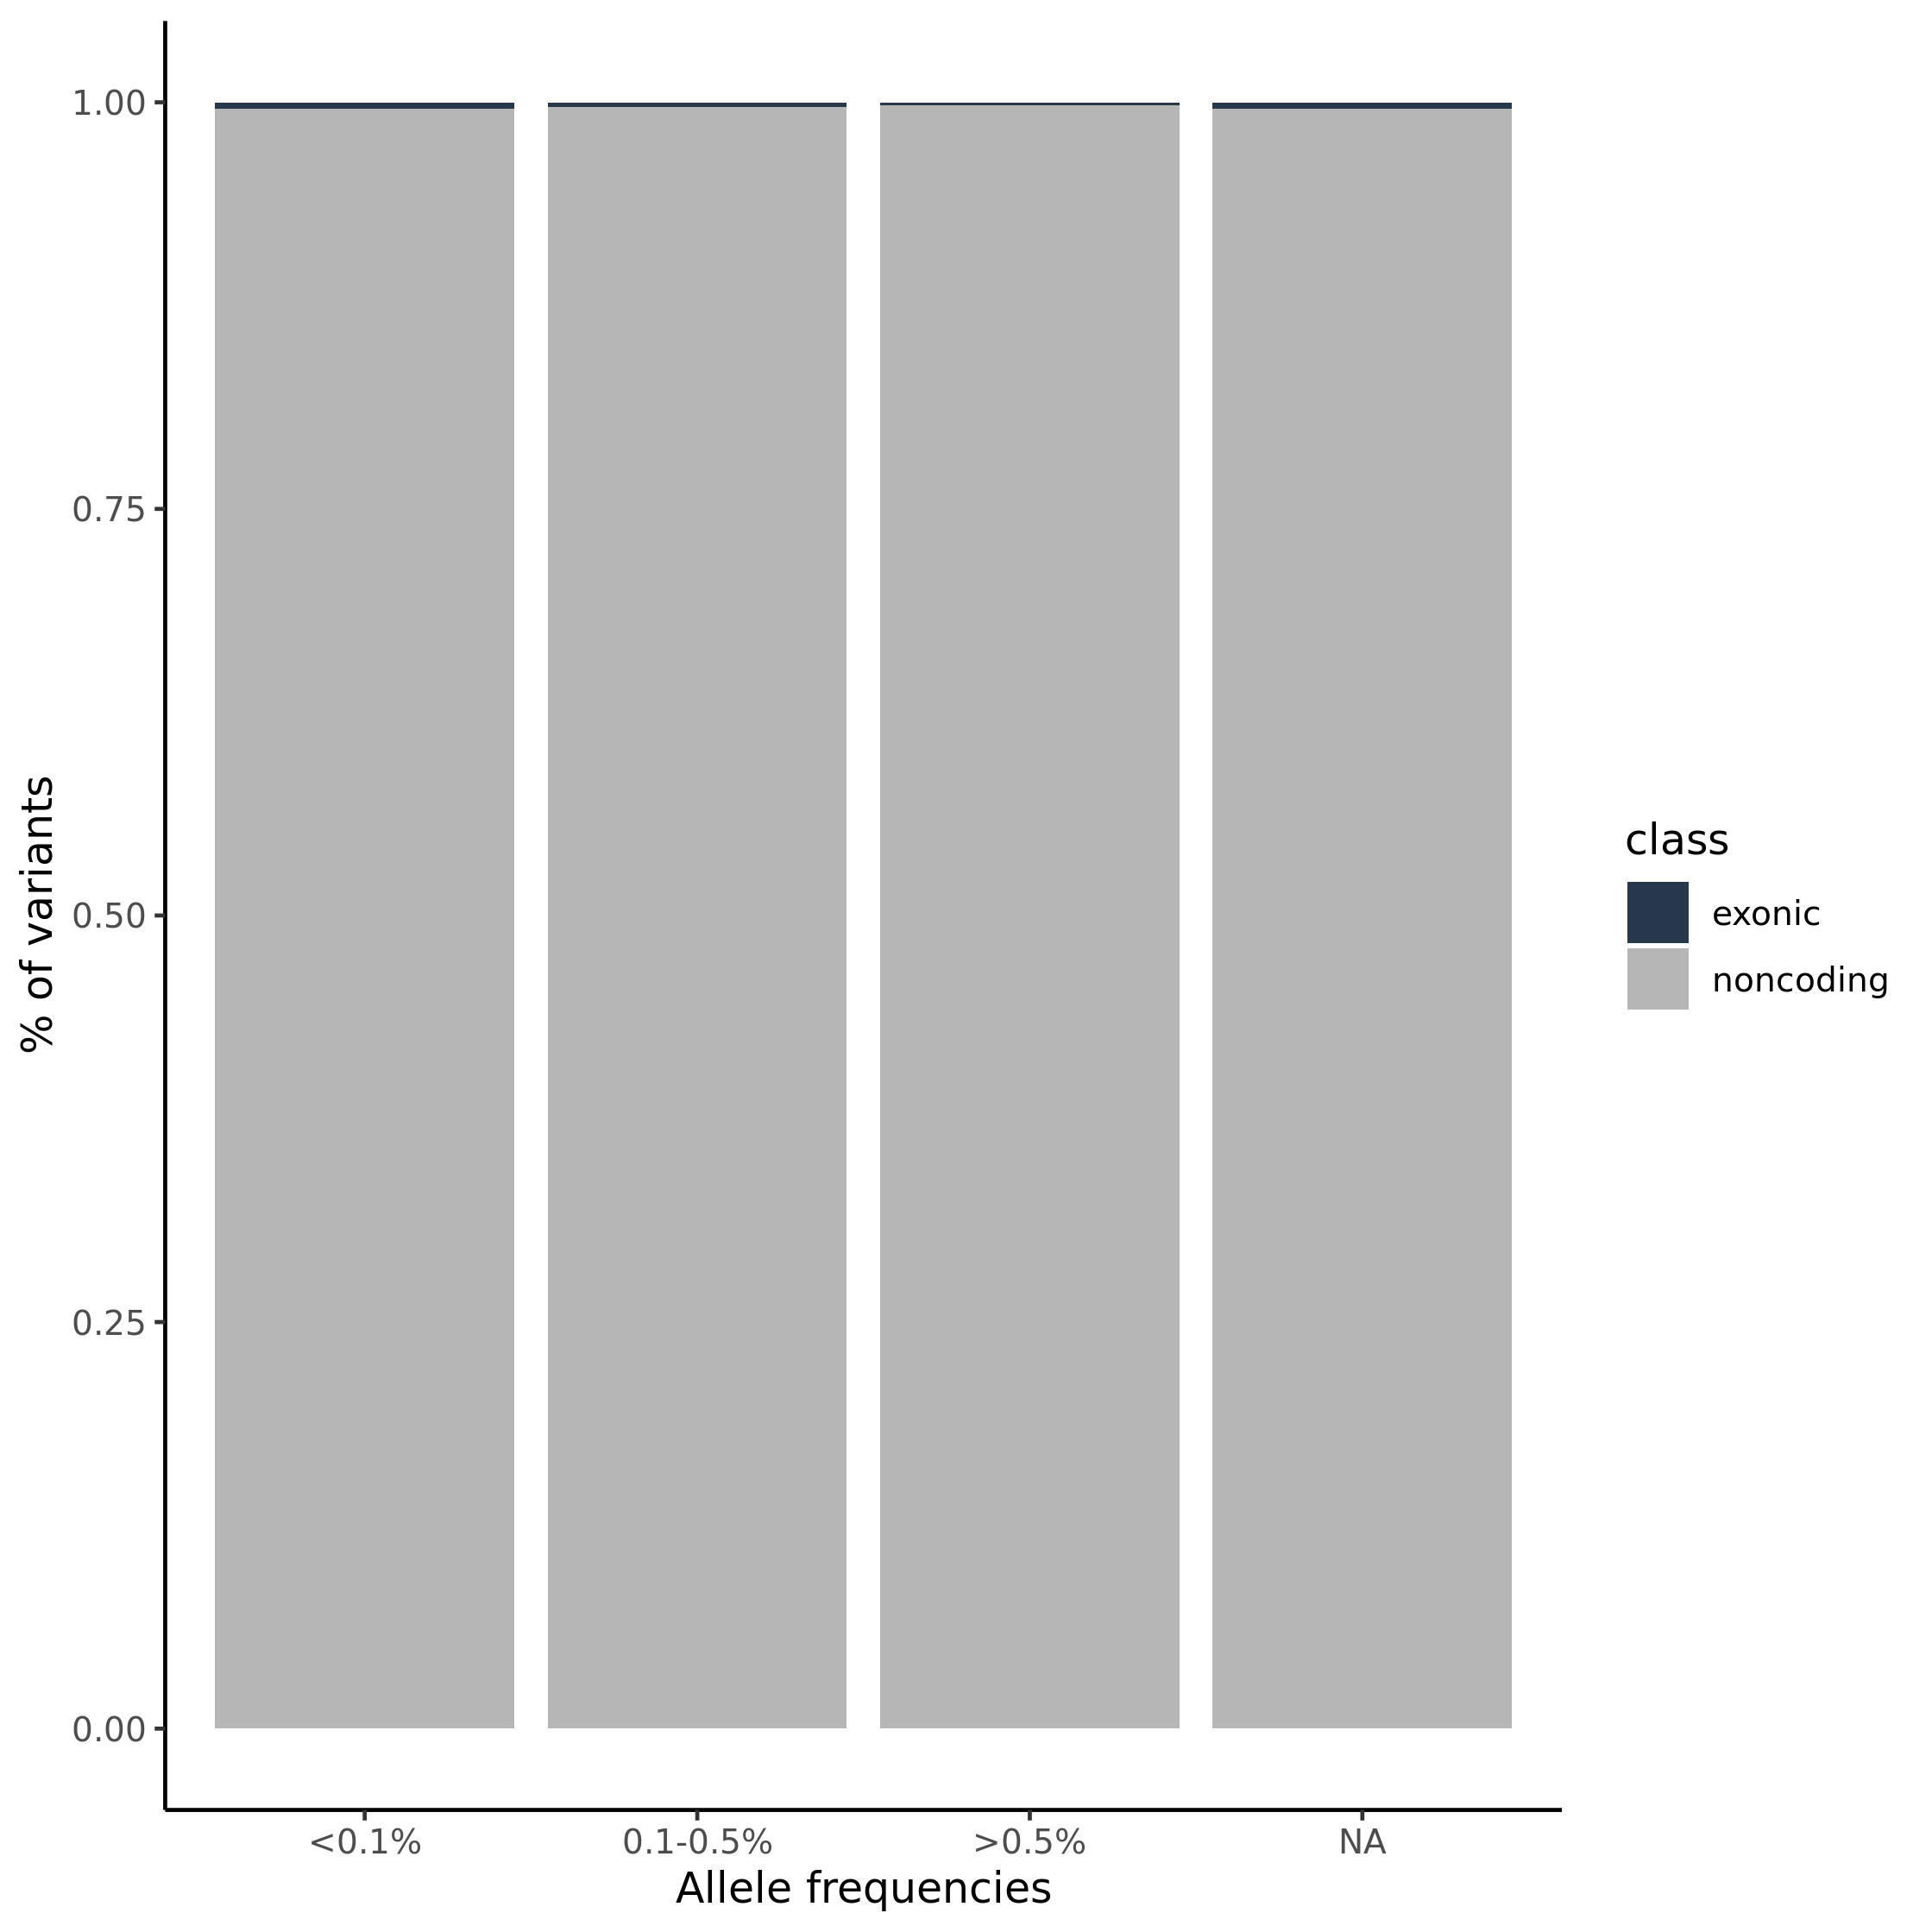 % of variants
1.00
0.75
0.50
0.25
0.00
<0.1%
0.1-0.5%
>0.5%
NA
Allele frequencies
class
exonic
noncoding